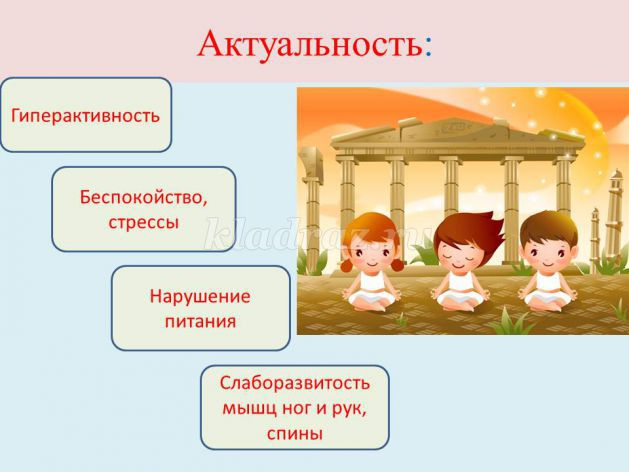 Актуальность:
Гиперактивность
Беспокойство,
стрессы
kladraz.ru
Нарушение
питания
Слаборазвитость
мышц ног и рук,
спины